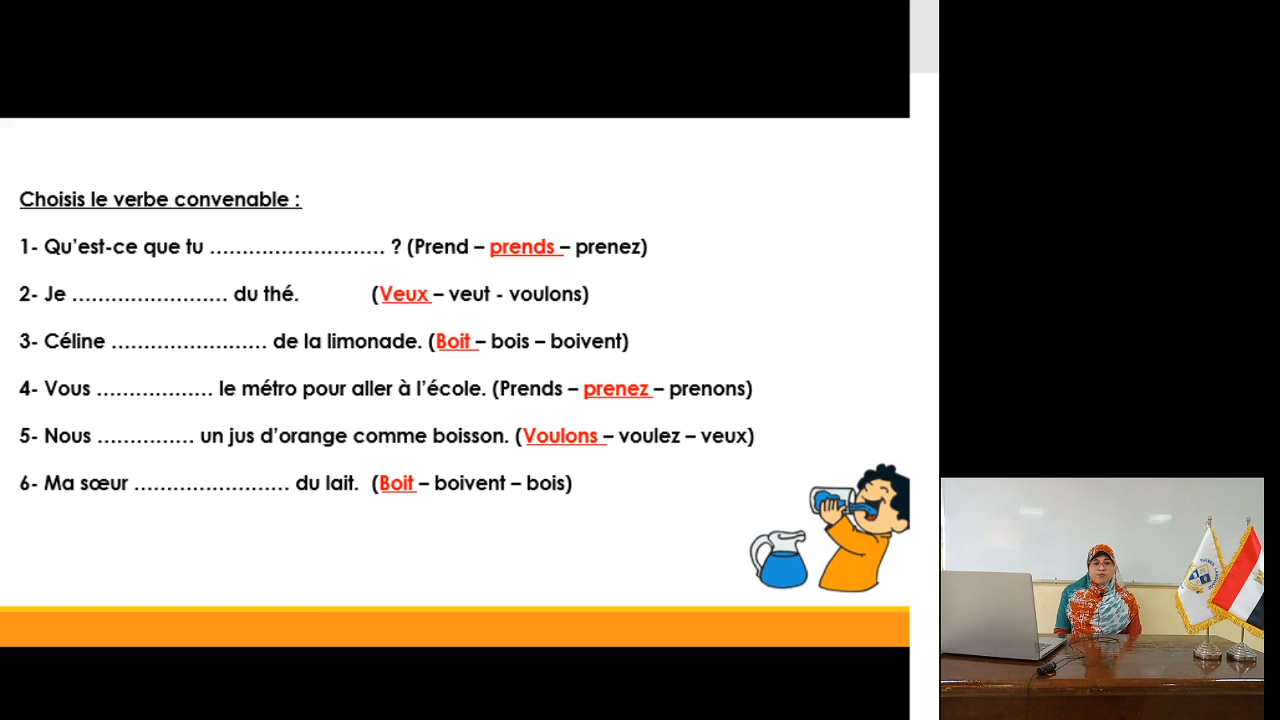 Choisis le verbe convenable :
1- Qu'est-ce que tu ........................... ? (Prend – prends – prenez)
2- Je ........................ du thé. (Veux – veut - voulons)
3- Céline ........................ de la limonade. (Boit – bois – boivent)
4- Vous .................. le métro pour aller à l'école. (Prends – prenez – prenons)
5- Nous ............... un jus d'orange comme boisson. (Voulons – voulez – veux)
6- Ma sœur ........................ du lait. (Boit – boivent – bois)